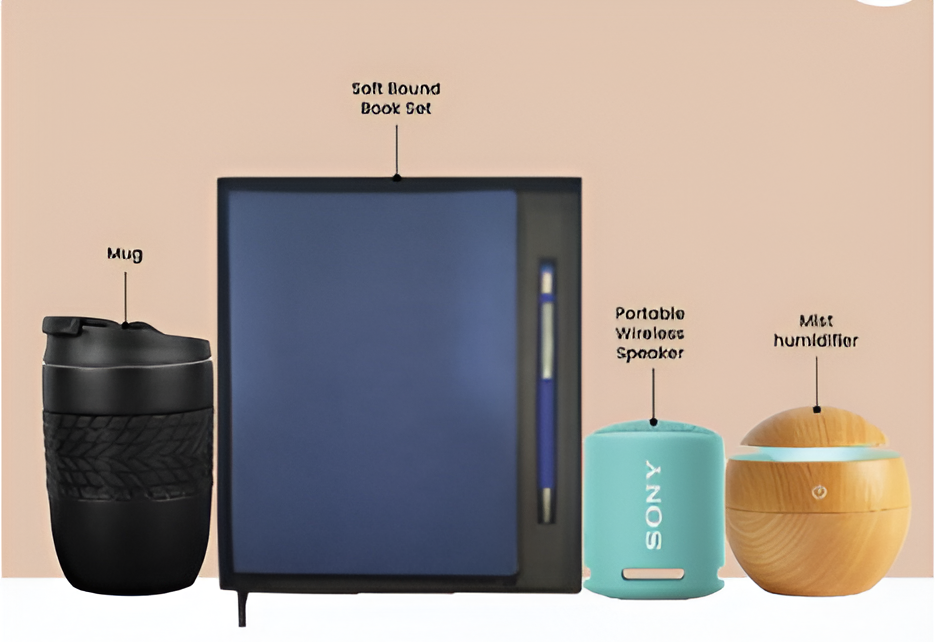 Soft Bound
Book Set
Mug
Portable
Wireless
Speaker
Mist
humidifier
SONY